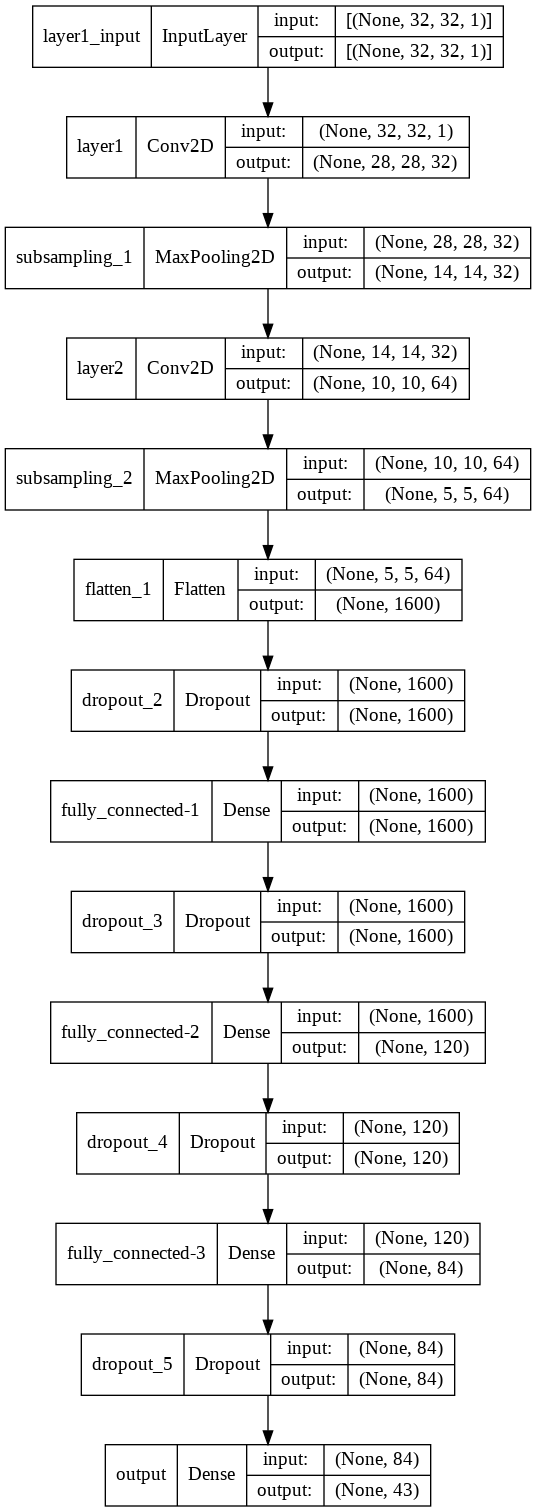 layer1_input InputLayer input: [(None, 32, 32, 1)]
output: [(None, 32, 32, 1)]
layer1 Conv2D input: (None, 32, 32, 1)
output: (None, 28, 28, 32)
subsampling_1 MaxPooling2D input: (None, 28, 28, 32)
output: (None, 14, 14, 32)
layer2 Conv2D input: (None, 14, 14, 32)
output: (None, 10, 10, 64)
subsampling_2 MaxPooling2D input: (None, 10, 10, 64)
output: (None, 5, 5, 64)
flatten_1 Flatten input: (None, 5, 5, 64)
output: (None, 1600)
dropout_2 Dropout input: (None, 1600)
output: (None, 1600)
fully_connected-1 Dense input: (None, 1600)
output: (None, 1600)
dropout_3 Dropout input: (None, 1600)
output: (None, 1600)
fully_connected-2 Dense input: (None, 1600)
output: (None, 120)
dropout_4 Dropout input: (None, 120)
output: (None, 120)
fully_connected-3 Dense input: (None, 120)
output: (None, 84)
dropout_5 Dropout input: (None, 84)
output: (None, 84)
output Dense input: (None, 84)
output: (None, 43)